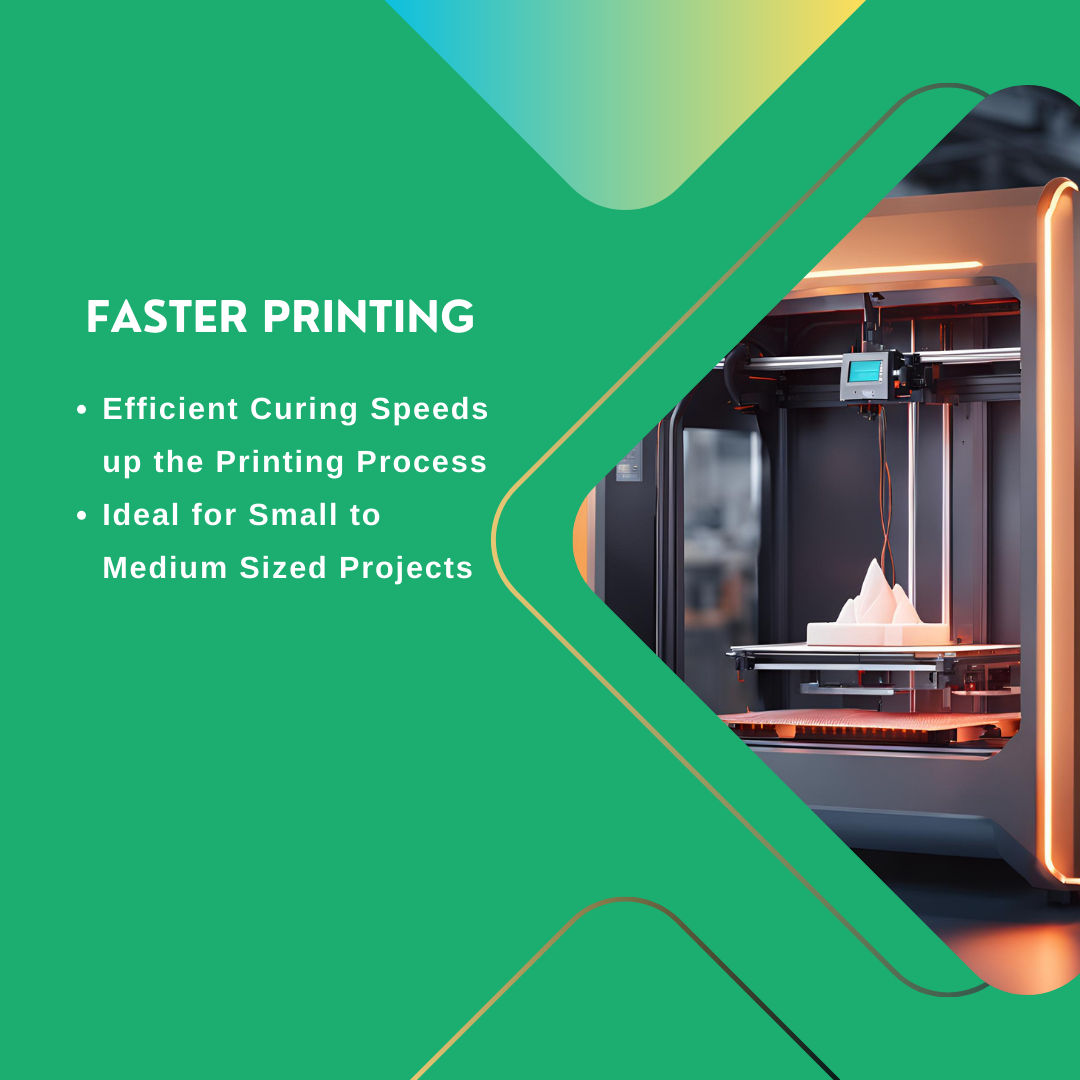 FASTER PRINTING
• Efficient Curing Speeds
up the Printing Process
• Ideal for Small to
Medium Sized Projects